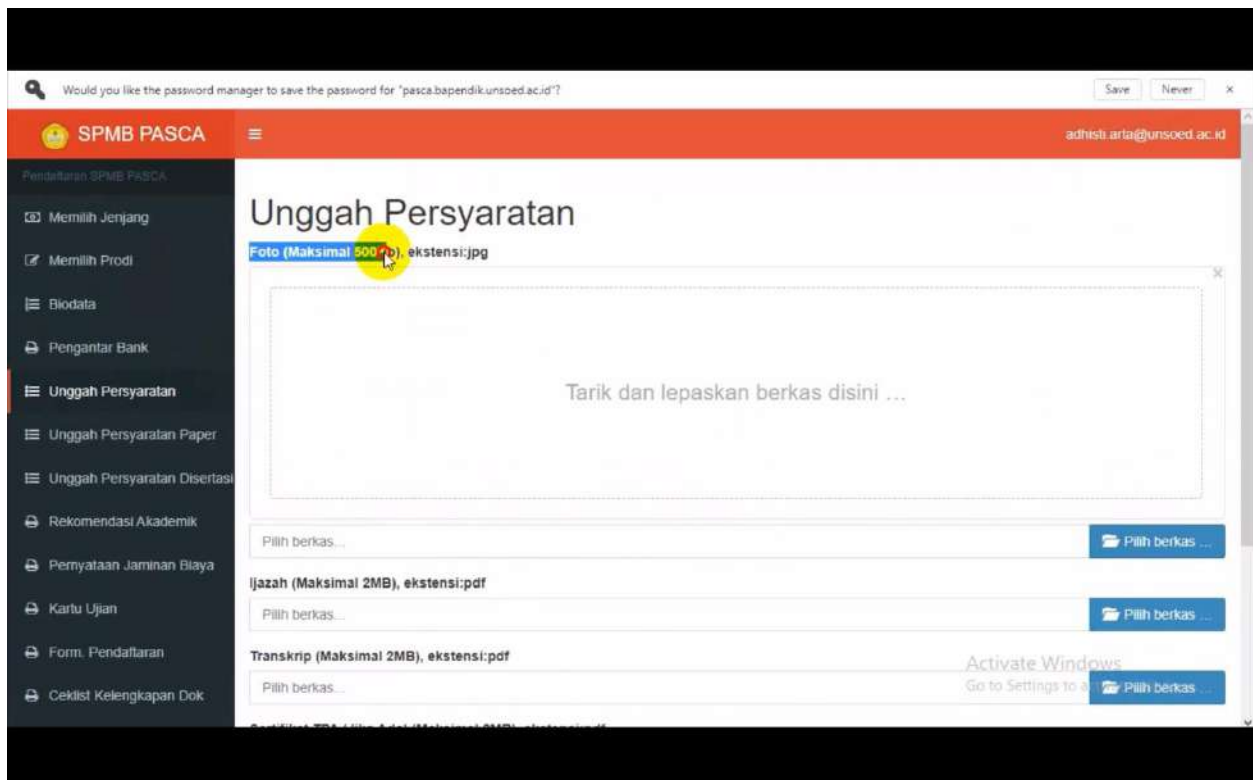 Would you like the password manager to save the password for "pasca.bapendik.unsoed.ac.id"?
Save
Never
×
SPMB PASCA
adhisti.arta@unsoed.ac.id
Pendaftaran SPMB PASCA
Memilih Jenjang
Memilih Prodi
Biodata
Pengantar Bank
Unggah Persyaratan
Unggah Persyaratan Paper
Unggah Persyaratan Disertasi
Rekomendasi Akademik
Pernyataan Jaminan Biaya
Kartu Ujian
Form. Pendaftaran
Ceklist Kelengkapan Dok
Unggah Persyaratan
Foto (Maksimal 500 b), ekstensi:jpg
×
Tarik dan lepaskan berkas disini ...
Pilih berkas...
Pilih berkas ...
Ijazah (Maksimal 2MB), ekstensi:pdf
Pilih berkas...
Pilih berkas ...
Transkrip (Maksimal 2MB), ekstensi:pdf
Pilih berkas...
Pilih berkas ...
Activate Windows
Go to Settings to a